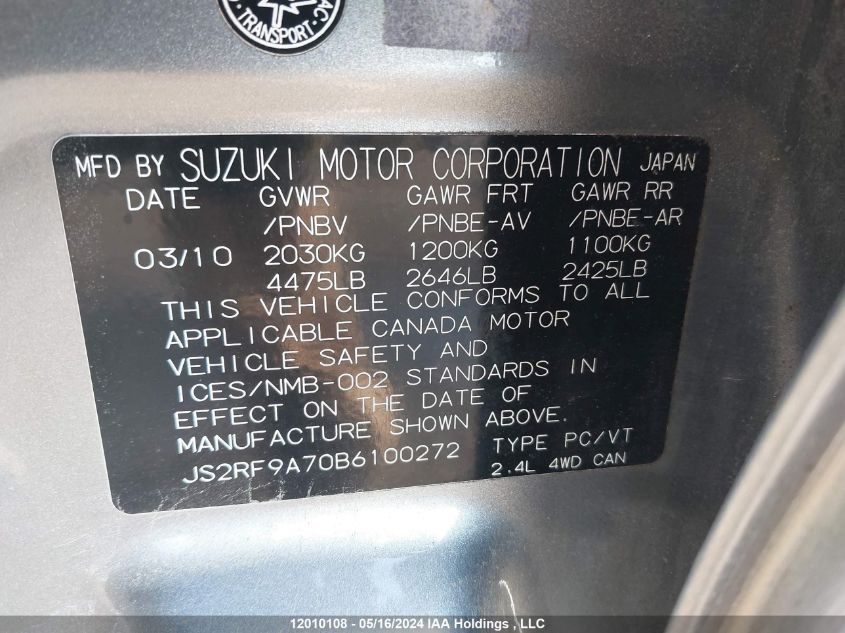 AC
TRANSPORT
MFD BY SUZUKI MOTOR CORPORATION JAPAN
DATE GVWR GAWR FRT GAWR RR
/PNBV /PNBE-AV /PNBE-AR
03/10 2030KG 1200KG 1100KG
4475LB 2646LB 2425LB
THIS VEHICLE CONFORMS TO ALL
APPLICABLE CANADA MOTOR
VEHICLE SAFETY AND
ICES/NMB-002 STANDARDS IN
EFFECT ON THE DATE OF
MANUFACTURE SHOWN ABOVE.
JS2RF9A70B6100272 TYPE PC/VT
2.4L 4WD CAN
12010108 - 05/16/2024 IAA Holdings , LLC